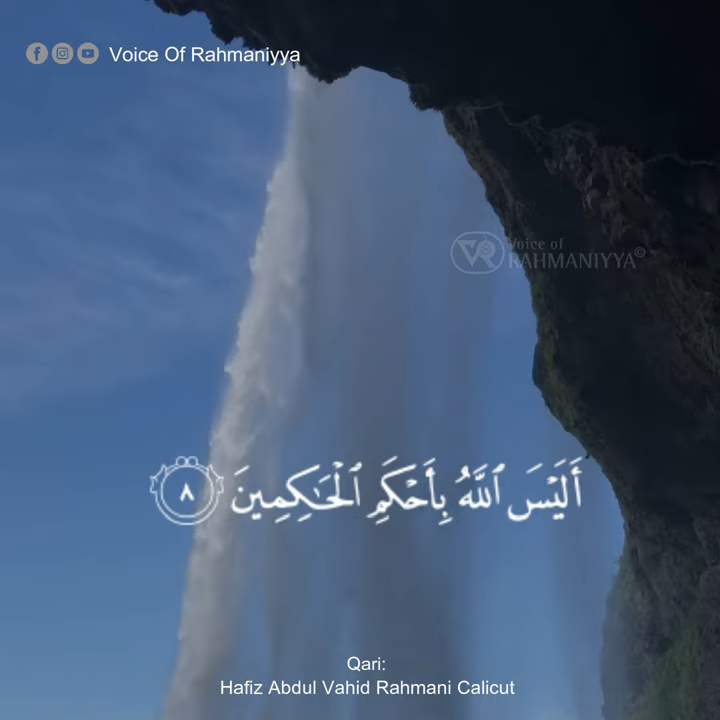 Voice Of Rahmaniyya
Voice of
RAHMANIYYA©
أَلَيْسَ ٱللَّهُ بِأَحْكَمِ ٱلْحَٰكِمِينَ ٨
Qari:
Hafiz Abdul Vahid Rahmani Calicut